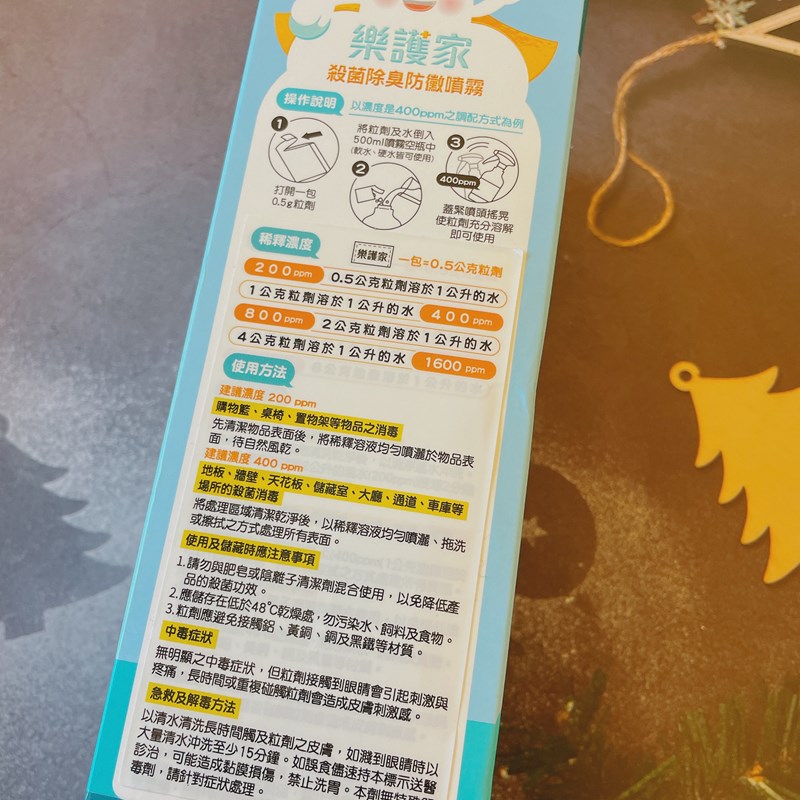 樂護家
殺菌除臭防黴噴霧
操作說明 以濃度是400ppm之調配方式為例
1
打開一包
0.5g粒劑
將粒劑及水倒入
500ml噴霧空瓶中
(軟水、硬水皆可使用)
2
3
400ppm
蓋緊噴頭搖晃
使粒劑充分溶解
即可使用
稀釋濃度 樂護家 一包=0.5公克粒劑
200ppm 0.5公克粒劑溶於1公升的水
1公克粒劑溶於1公升的水 400ppm
800ppm 2公克粒劑溶於1公升的水
4公克粒劑溶於1公升的水 1600ppm
使用方法
建議濃度 200 ppm
購物籃、桌椅、置物架等物品之消毒
先清潔物品表面後，將稀釋溶液均勻噴灑於物品表
面，待自然風乾。
建議濃度 400 ppm
地板、牆壁、天花板、儲藏室、大廳、通道、車庫等
場所的殺菌消毒
將處理區域清潔乾淨後，以稀釋溶液均勻噴灑、拖洗
或擦拭之方式處理所有表面。
使用及儲藏時應注意事項
1.請勿與肥皂或陰離子清潔劑混合使用，以免降低產
品的殺菌功效。
2.應儲存在低於48℃乾燥處，勿污染水、飼料及食物。
3.粒劑應避免接觸鋁、黃銅、銅及黑鐵等材質。
中毒症狀
無明顯之中毒症狀，但粒劑接觸到眼睛會引起刺激與
疼痛，長時間或重複碰觸粒劑會造成皮膚刺激感。
急救及解毒方法
以清水清洗長時間觸及粒劑之皮膚，如濺到眼睛時以
大量清水沖洗至少15分鐘。如誤食儘速持本標示送醫
診治，可能造成黏膜損傷，禁止洗胃。本劑無特殊
毒劑，請針對症狀處理。